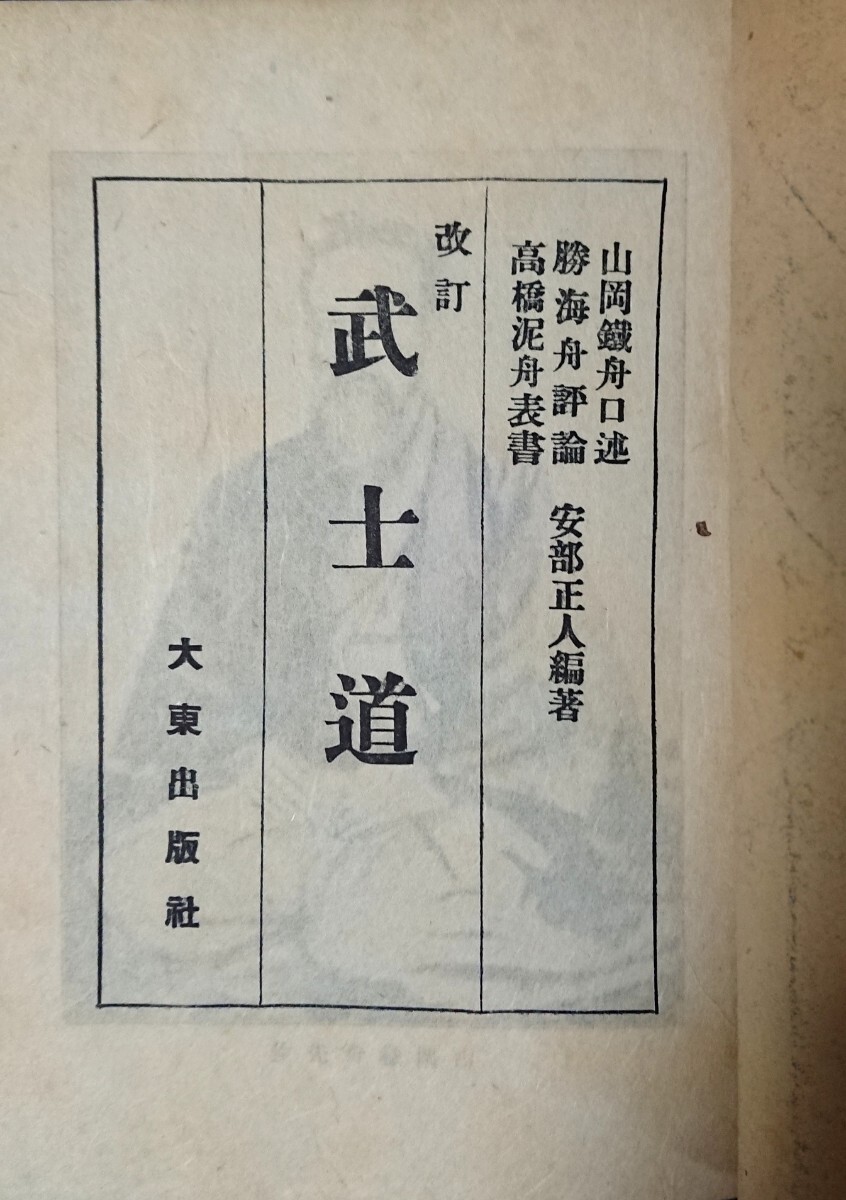 山岡鐵舟口述
勝海舟評論
高橋泥舟表書
安部正人編著
改訂
武士道
大東出版社